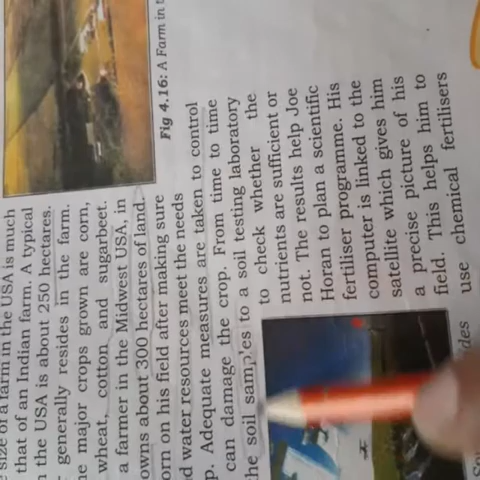 size of a farm in the USA is much
that of an Indian farm. A typical
the USA is about 250 hectares.
generally resides in the farm.
major crops grown are corn,
wheat, cotton and sugarbeet.
a farmer in the Midwest USA, in
owns about 300 hectares of land.
on his field after making sure
water resources meet the needs
Adequate measures are taken to control
can damage the crop. From time to time
he soil samples to a soil testing laboratory
to check whether the
nutrients are sufficient or
not. The results help Joe
Horan to plan a scientific
fertiliser programme. His
computer is linked to the
satellite which gives him
a precise picture of his
field. This helps him to
use chemical fertilisers
Fig 4.16: A Farm in t